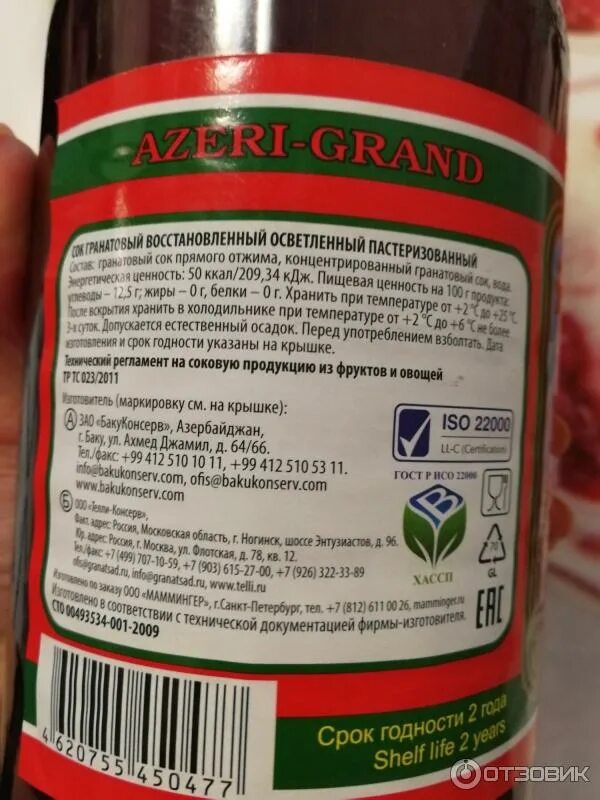 AZERI-GRAND
СОК ГРАНАТОВЫЙ ВОССТАНОВЛЕННЫЙ ОСВЕТЛЕННЫЙ ПАСТЕРИЗОВАННЫЙ
Состав: гранатовый сок прямого отжима, концентрированный гранатовый сок, вода.
Энергетическая ценность: 50 ккал/209,34 кДж. Пищевая ценность на 100 г продукта:
углеводы – 12,5 г; жиры – 0 г, белки – 0 г. Хранить при температуре от +2 °С до +25 °С.
После вскрытия хранить в холодильнике при температуре от +2 °С до +6 °С не более
3-х суток. Допускается естественный осадок. Перед употреблением взболтать. Дата
изготовления и срок годности указаны на крышке.
Технический регламент на соковую продукцию из фруктов и овощей
ТР ТС 023/2011
Изготовитель (маркировку см. на крышке):
А ЗАО «БакуКонсерв», Азербайджан,
г. Баку, ул. Ахмед Джамил, д. 64/66.
Тел./факс: +99 412 510 10 11, +99 412 510 53 11.
info@bakukonserv.com, ofis@bakukonserv.com
www.bakukonserv.com
ISO 22000
LL-C (Certification)
ГОСТ Р ИСО 22000
ХАССП
70
GL
Б ООО «Телли-Консерв»,
Факт. адрес: Россия, Московская область, г. Ногинск, шоссе Энтузиастов, д. 9б.
Юр. адрес: Россия, г. Москва, ул. Флотская, д. 78, кв. 12.
Тел./факс: +7 (499) 707-10-59, +7 (903) 615-27-00, +7 (926) 322-33-89
ofis@granatsad.ru, info@granatsad.ru, www.telli.ru
Изготовлено по заказу ООО «МАММИНГЕР», г.Санкт-Петербург, тел. +7 (812) 611 00 26, mamminger.ru
Изготовлено в соответствии с технической документацией фирмы-изготовителя.
СТО 00493534-001-2009
EAC
4 620755 450477
Срок годности 2 года
Shelf life 2 years
ОТЗОВИК